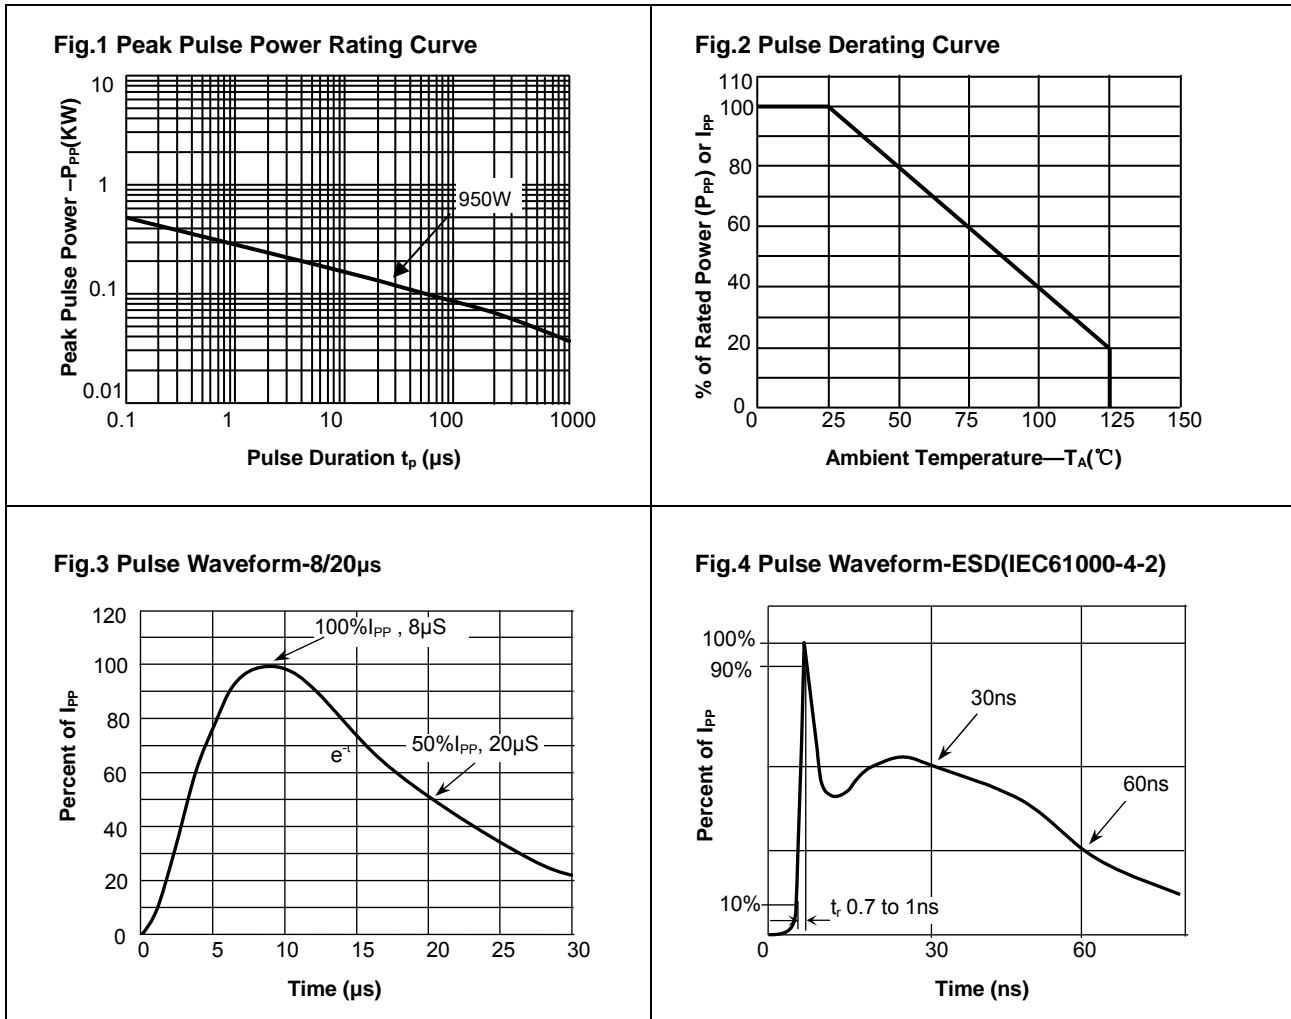 Fig.1 Peak Pulse Power Rating Curve
Peak Pulse Power –PPP(KW)
10
1
0.1
0.01
950W
0.1 1 10 100 1000
Pulse Duration tp (µs)
Fig.2 Pulse Derating Curve
% of Rated Power (PPP) or IPP
110
100
80
60
40
20
0
25 50 75 100 125 150
Ambient Temperature—TA(℃)
Fig.3 Pulse Waveform-8/20µs
Percent of IPP
120
100
80
60
40
20
0
100%IPP , 8µS
e-t
50%IPP, 20µS
0 5 10 15 20 25 30
Time (µs)
Fig.4 Pulse Waveform-ESD(IEC61000-4-2)
Percent of IPP
100%
90%
10%
30ns
60ns
tr 0.7 to 1ns
0 30 60
Time (ns)